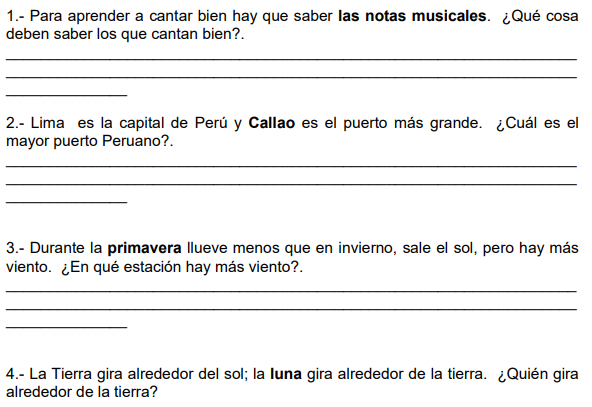 1.- Para aprender a cantar bien hay que saber las notas musicales. ¿Qué cosa
deben saber los que cantan bien?.
2.- Lima es la capital de Perú y Callao es el puerto más grande. ¿Cuál es el
mayor puerto Peruano?.
3.- Durante la primavera llueve menos que en invierno, sale el sol, pero hay más
viento. ¿En qué estación hay más viento?.
4.- La Tierra gira alrededor del sol; la luna gira alrededor de la tierra. ¿Quién gira
alrededor de la tierra?